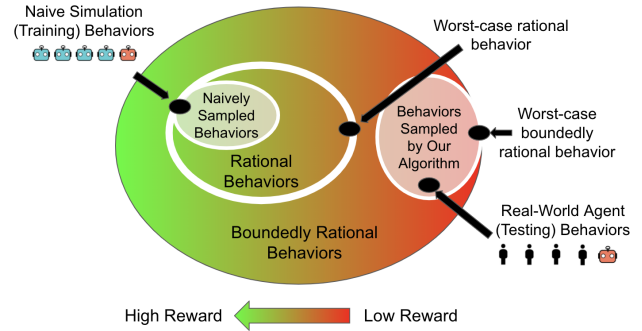 Naive Simulation
(Training) Behaviors
Worst-case rational
behavior
Naively
Sampled
Behaviors
Rational
Behaviors
Behaviors
Sampled
by Our
Algorithm
Worst-case
boundedly
rational behavior
Boundedly Rational
Behaviors
Real-World Agent
(Testing) Behaviors
High Reward
Low Reward